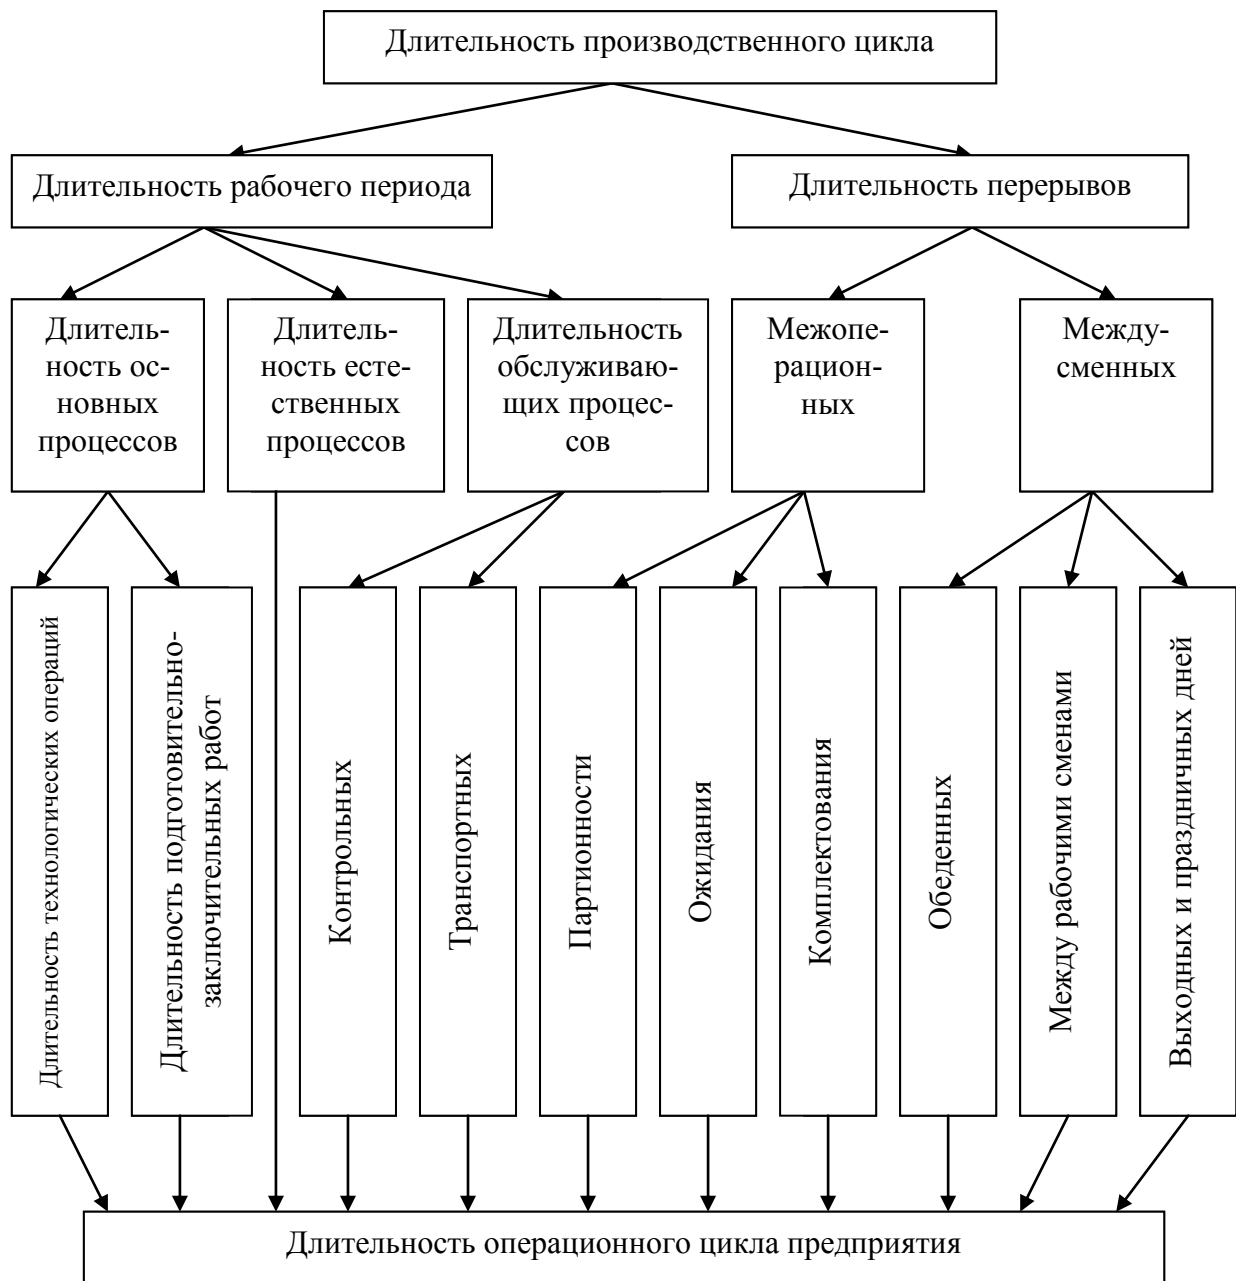 Длительность производственного цикла
Длительность рабочего периода
Длительность перерывов
Длитель-
ность ос-
новных
процессов
Длитель-
ность есте-
ственных
процессов
Длительность
обслуживаю-
щих процес-
сов
Межопе-
рацион-
ных
Между-
сменных
Длительность технологических операций
Длительность подготовительно-
заключительных работ
Контрольных
Транспортных
Партионности
Ожидания
Комплектования
Обеденных
Между рабочими сменами
Выходных и праздничных дней
Длительность операционного цикла предприятия